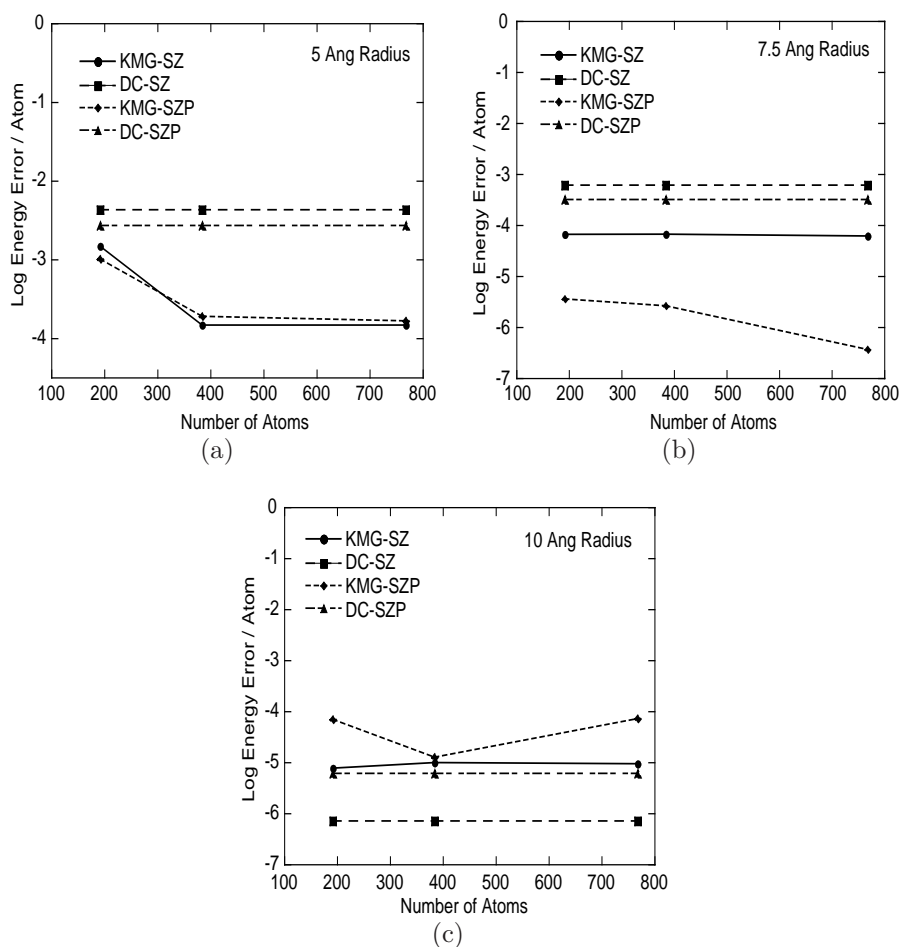 0
-1
-2
-3
-4
100 200 300 400 500 600 700 800
Log Energy Error / Atom
Number of Atoms
5 Ang Radius
KMG-SZ
DC-SZ
KMG-SZP
DC-SZP
(a)
0
-1
-2
-3
-4
-5
-6
-7
100 200 300 400 500 600 700 800
Log Energy Error / Atom
Number of Atoms
7.5 Ang Radius
KMG-SZ
DC-SZ
KMG-SZP
DC-SZP
(b)
0
-1
-2
-3
-4
-5
-6
-7
100 200 300 400 500 600 700 800
Log Energy Error / Atom
Number of Atoms
10 Ang Radius
KMG-SZ
DC-SZ
KMG-SZP
DC-SZP
(c)